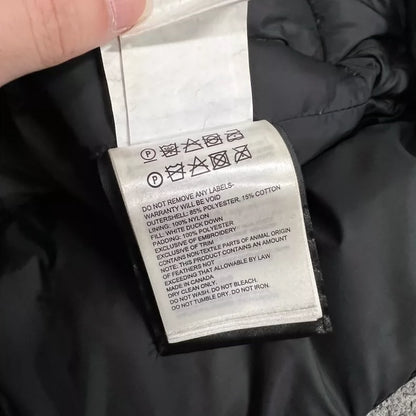 P
P
DO NOT REMOVE ANY LABELS-
WARRANTY WILL BE VOID
OUTERSHELL: 85% POLYESTER, 15% COTTON
LINING: 100% NYLON
FILL: WHITE DUCK DOWN
PADDING: 100% POLYESTER
EXCLUSIVE OF EMBROIDERY
EXCLUSIVE OF TRIM
CONTAINS NON-TEXTILE PARTS OF ANIMAL ORIGIN
NOTE: THIS PRODUCT CONTAINS AN AMOUNT
OF FEATHERS NOT
EXCEEDING THAT ALLOWABLE BY LAW
MADE IN CANADA
DRY CLEAN ONLY.
DO NOT WASH. DO NOT BLEACH.
DO NOT TUMBLE DRY. DO NOT IRON.